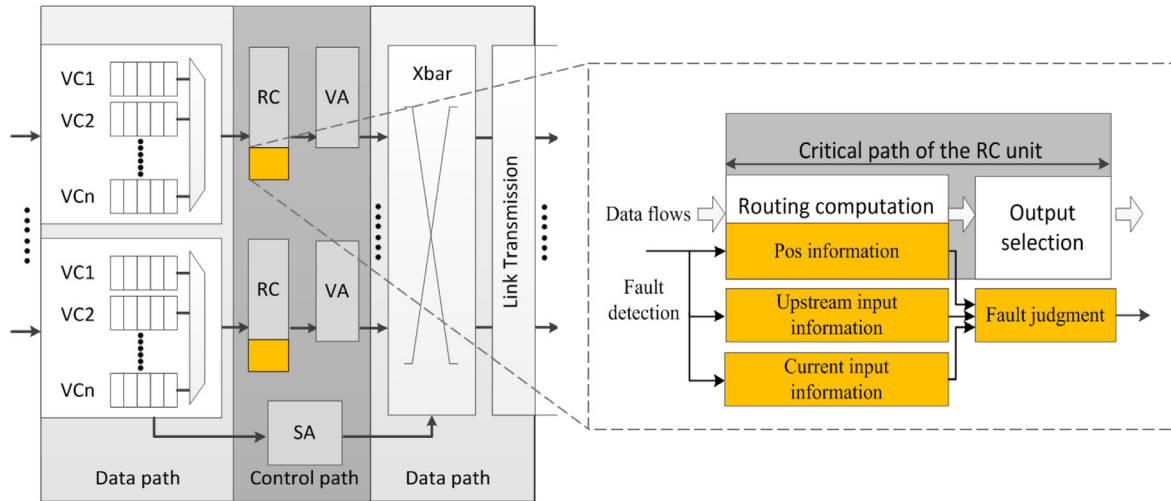 VC1
VC2
VCn
VC1
VC2
VCn
RC
VA
RC
VA
SA
Xbar
Link Transmission
Data path
Control path
Data path
Critical path of the RC unit
Data flows
Routing computation
Output
selection
Pos information
Fault
detection
Upstream input
information
Fault judgment
Current input
information